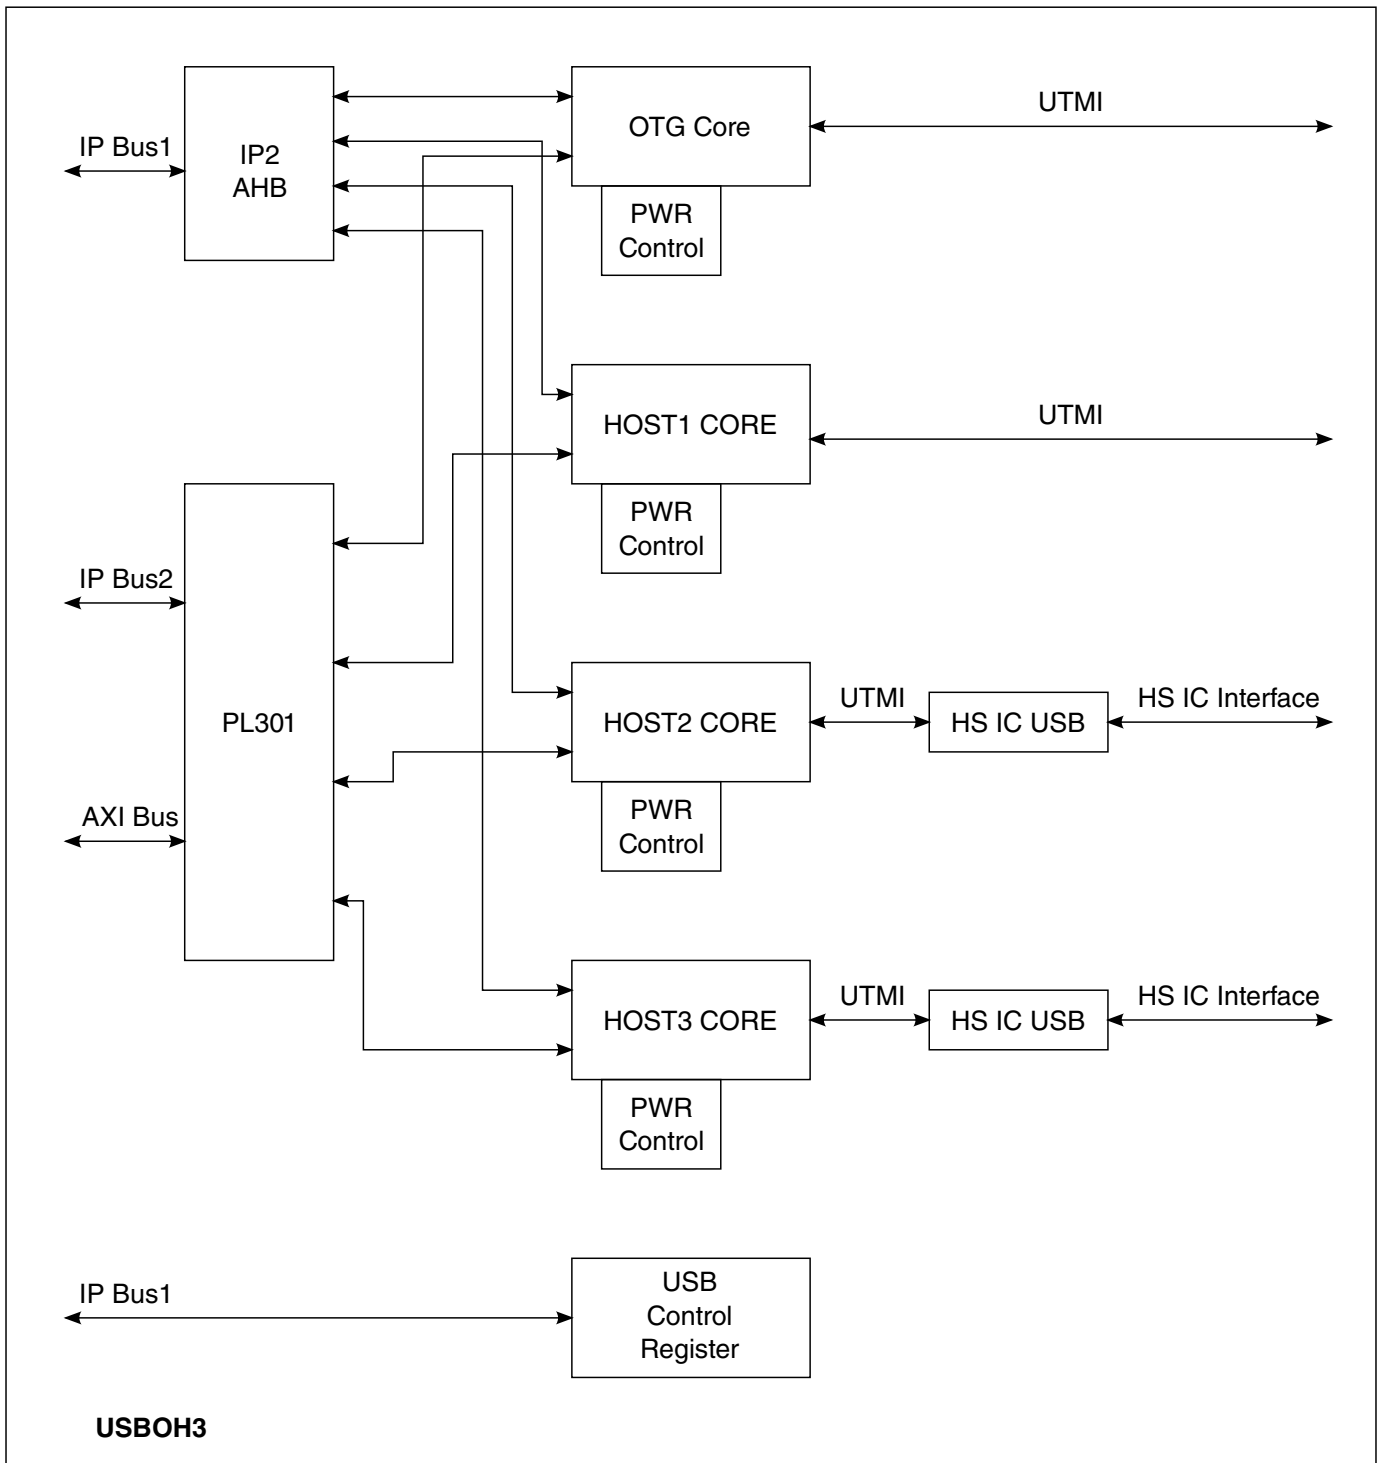 UTMI
OTG Core
IP Bus1
IP2
AHB
PWR
Control
UTMI
HOST1 CORE
PWR
Control
IP Bus2
PL301
AXI Bus
HOST2 CORE
UTMI
HS IC USB
HS IC Interface
PWR
Control
HOST3 CORE
UTMI
HS IC USB
HS IC Interface
PWR
Control
IP Bus1
USB
Control
Register
USBOH3